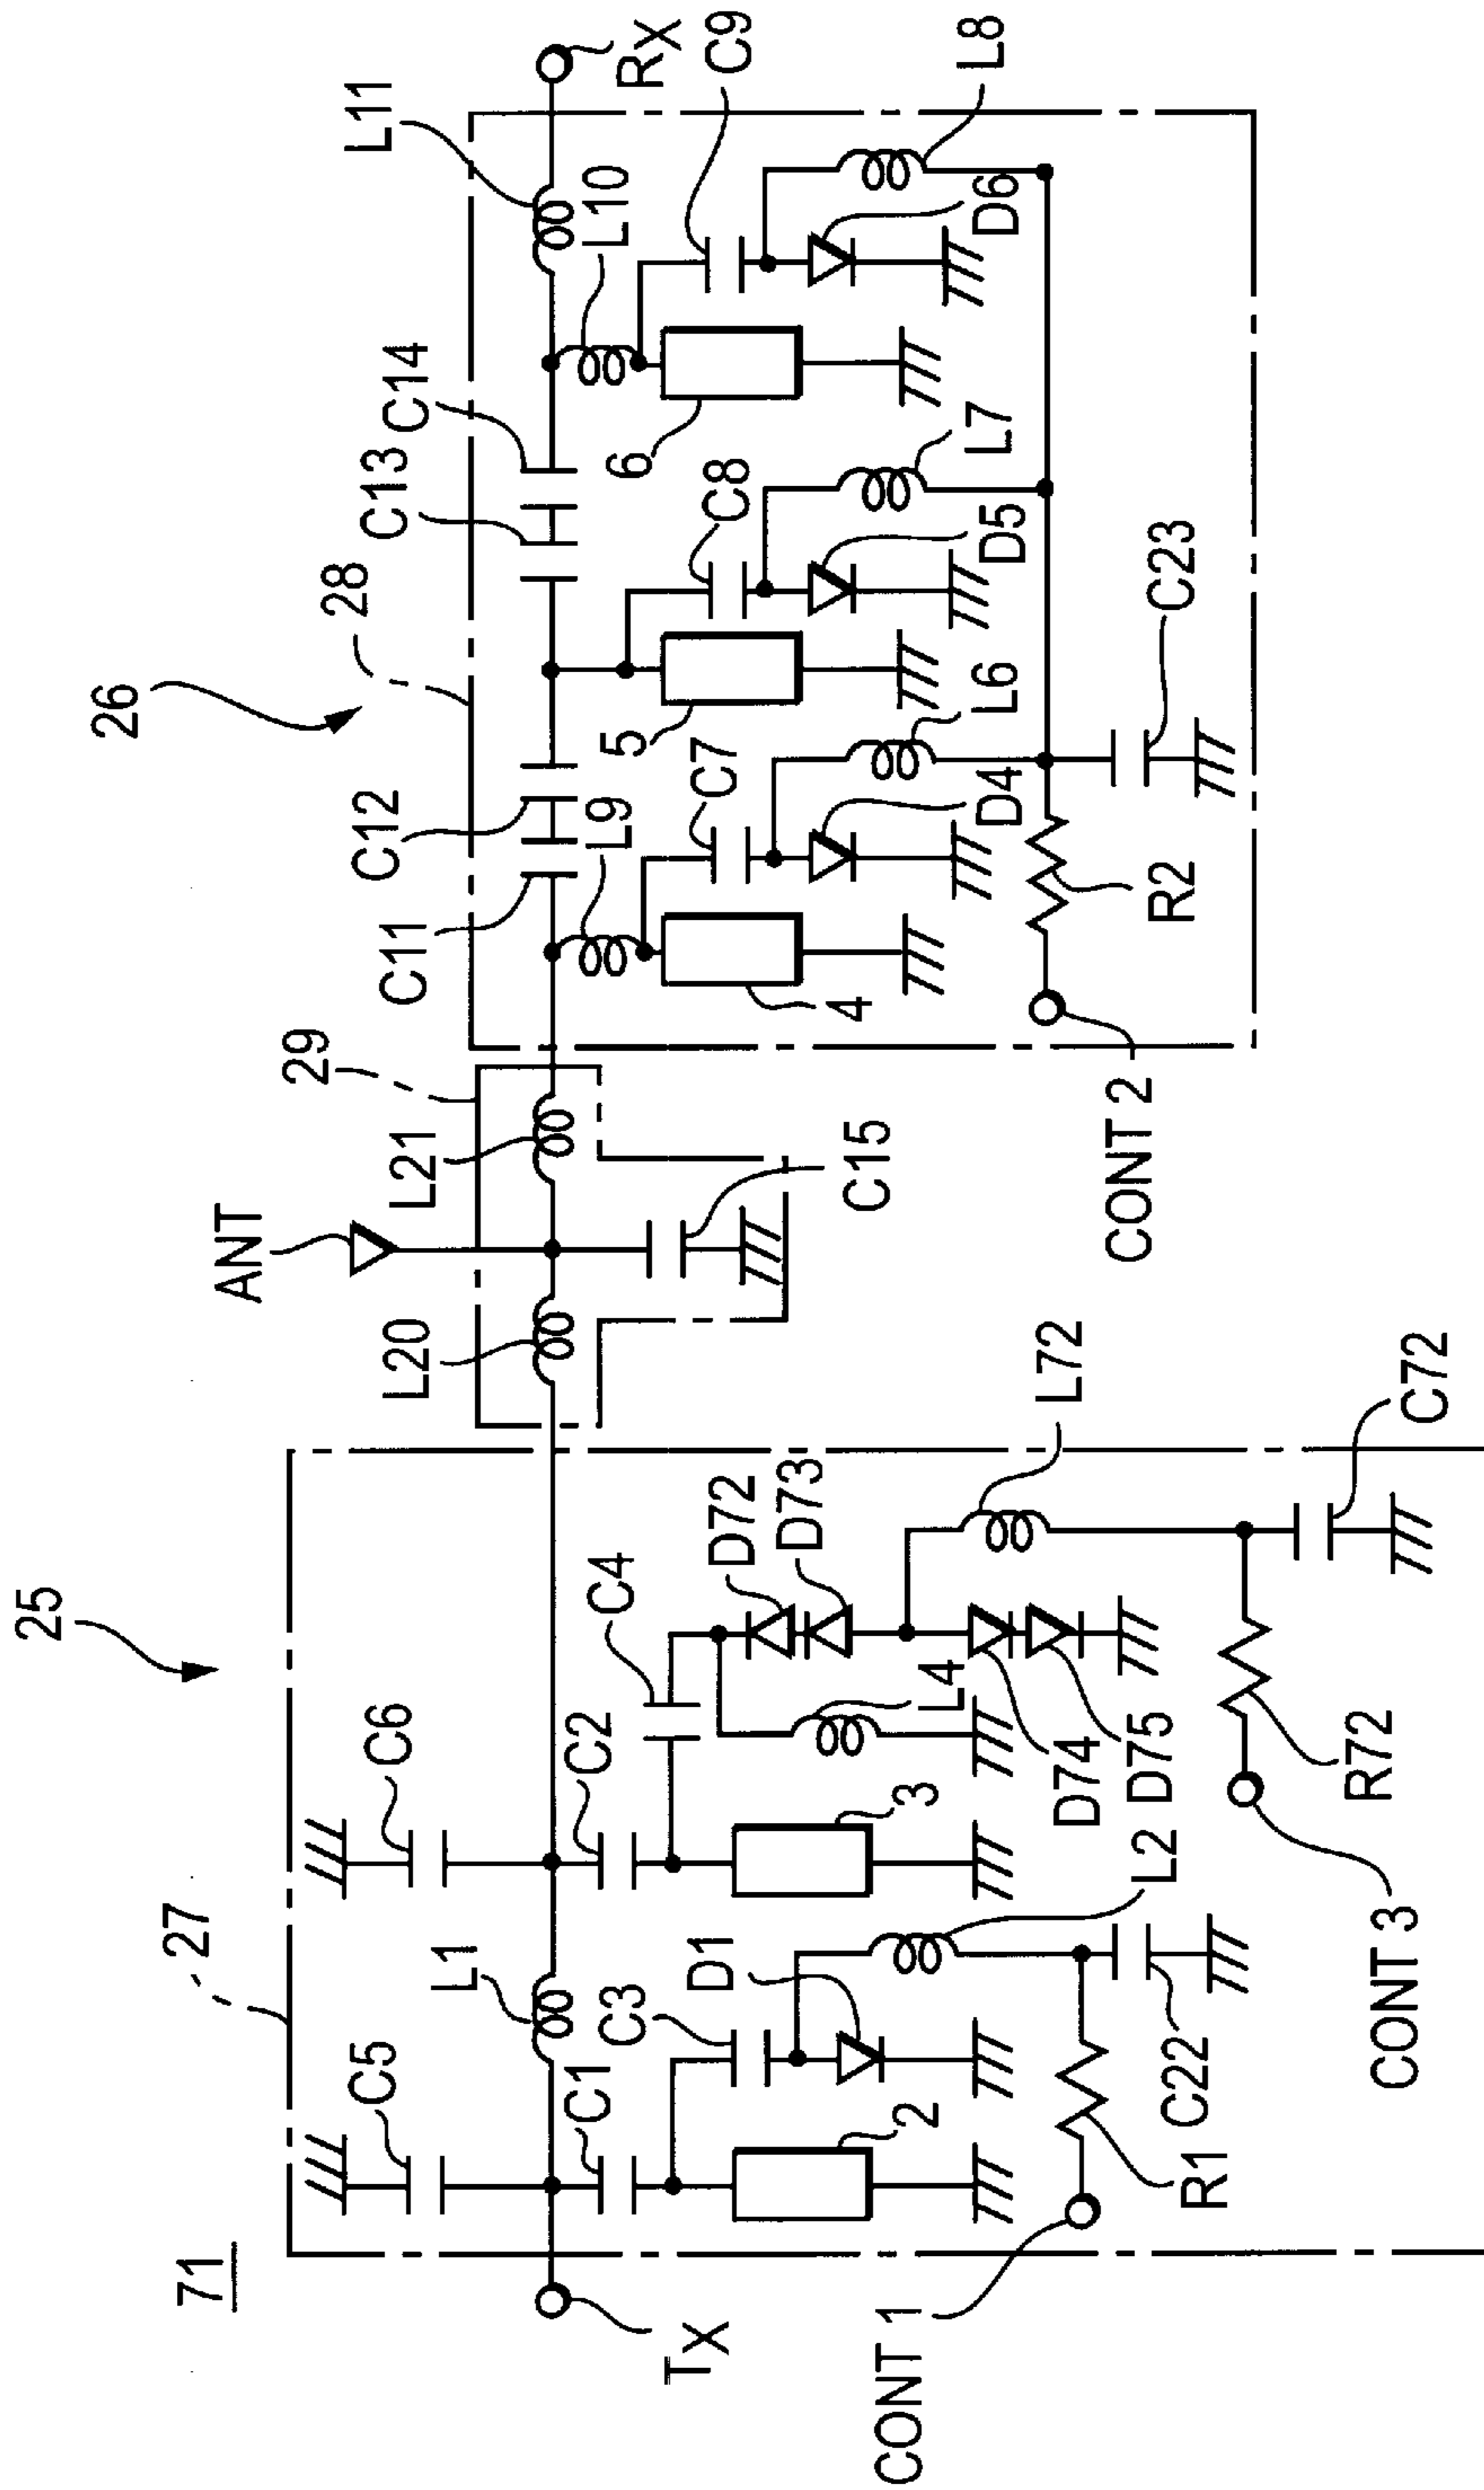 71
25
26
27
28
29
ANT
Tx
Rx
C5
C6
L1
C1
C2
C3
C4
D1
D72
D73
L4
D74
D75
L72
C72
R72
CONT 3
2
3
L2
C22
R1
CONT 1
L20
L21
C15
CONT 2
C11
C12
C13
C14
L11
L9
L10
C7
C8
C9
4
5
6
D4
D5
D6
L6
L7
L8
R2
C23